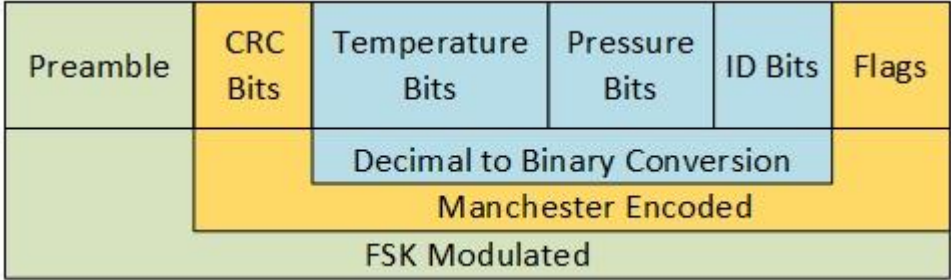 Preamble
CRC
Bits
Temperature
Bits
Pressure
Bits
ID Bits
Flags
Decimal to Binary Conversion
Manchester Encoded
FSK Modulated